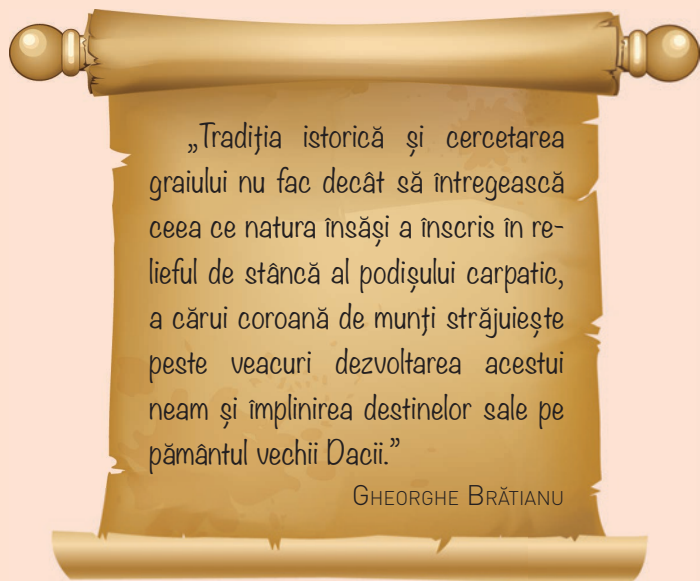 „Tradiția istorică și cercetarea
graiului nu fac decât să întregească
ceea ce natura însăși a înscris în re-
lieful de stâncă al podișului carpatic,
a cărui coroană de munți străjuiește
peste veacuri dezvoltarea acestui
neam și împlinirea destinelor sale pe
pământul vechii Dacii.”
GHEORGHE BRĂTIANU